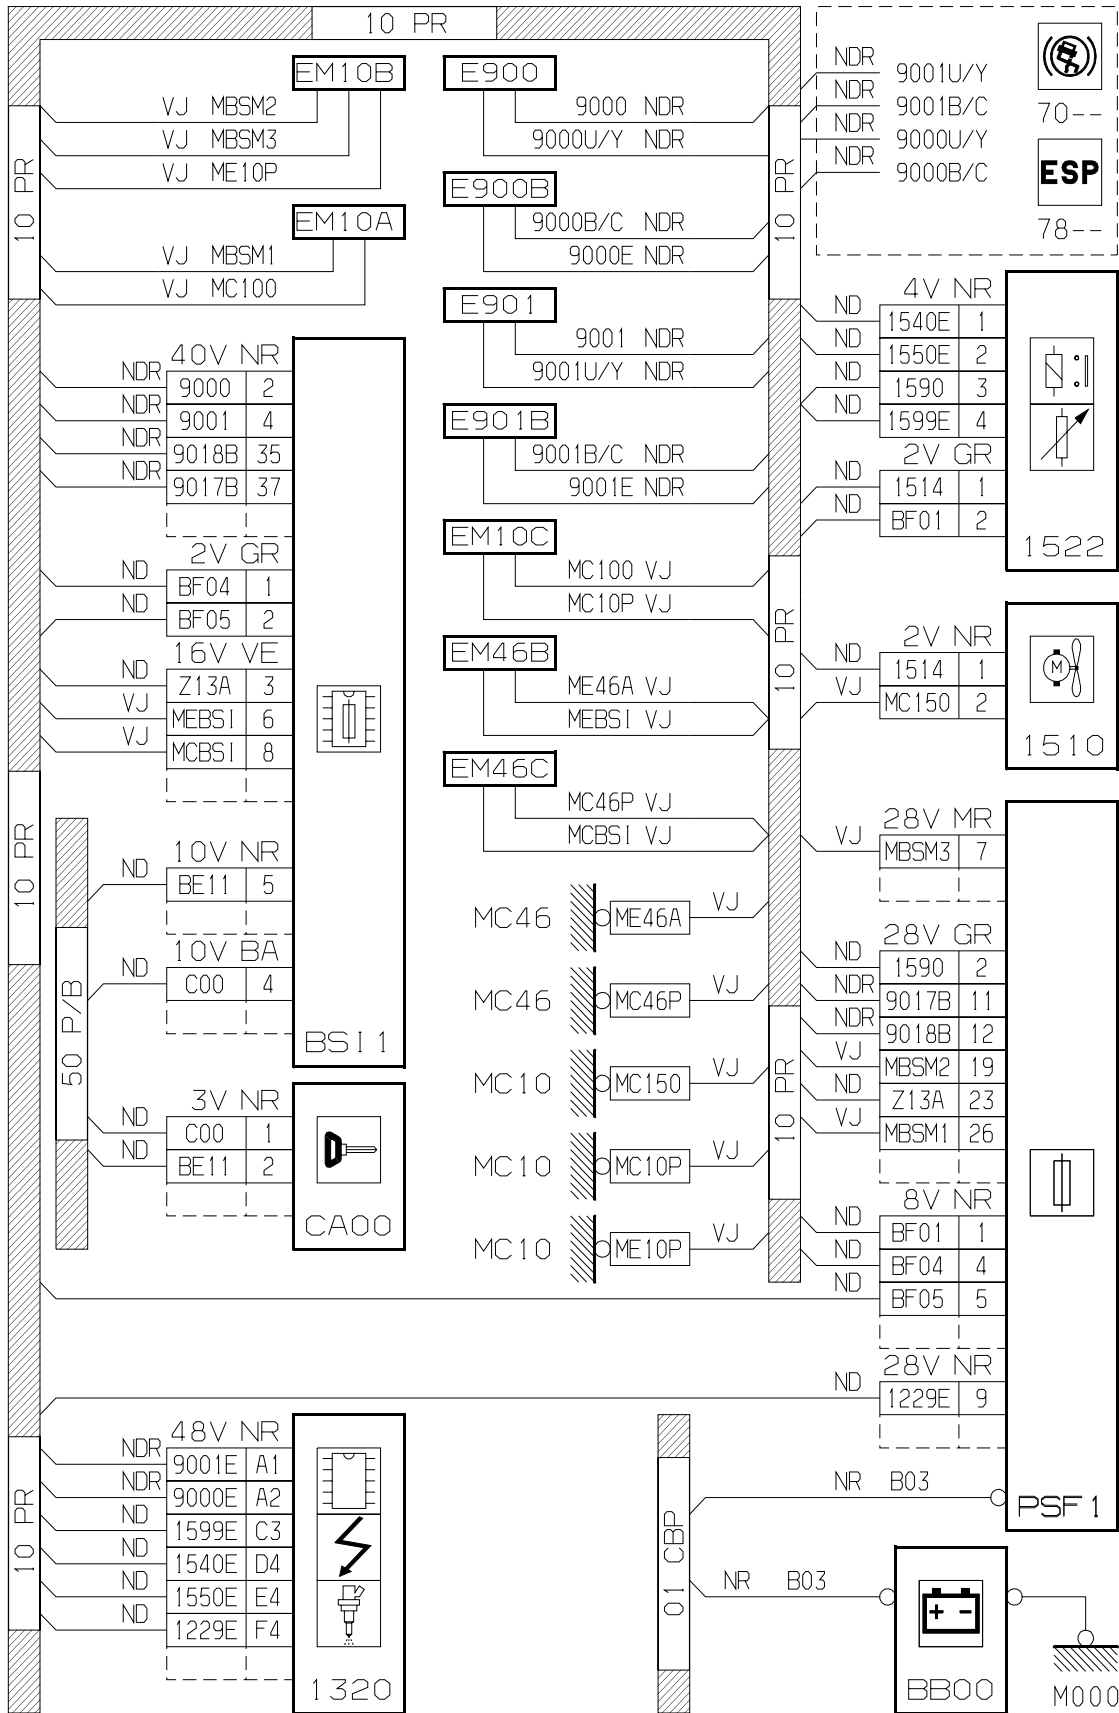 10 PR
EM10B
VJ MBSM2
VJ MBSM3
VJ ME10P
10 PR
EM10A
VJ MBSM1
VJ MC100
40V NR
NDR 9000 2
NDR 9001 4
NDR 9018B 35
NDR 9017B 37
2V GR
ND BF04 1
ND BF05 2
16V VE
ND Z13A 3
VJ MEBSI 6
VJ MCBSI 8
10 PR
10V NR
ND BE11 5
10V BA
ND C00 4
BSI1
50 P/B
3V NR
ND C00 1
ND BE11 2
CA00
48V NR
NDR 9001E A1
NDR 9000E A2
ND 1599E C3
ND 1540E D4
ND 1550E E4
ND 1229E F4
10 PR
1320
E900
9000 NDR
9000U/Y NDR
E900B
9000B/C NDR
9000E NDR
10 PR
E901
9001 NDR
9001U/Y NDR
E901B
9001B/C NDR
9001E NDR
EM10C
MC100 VJ
MC10P VJ
10 PR
EM46B
ME46A VJ
MEBSI VJ
EM46C
MC46P VJ
MCBSI VJ
MC46 ME46A VJ
MC46 MC46P VJ
MC10 MC150 VJ
MC10 MC10P VJ
MC10 ME10P VJ
10 PR
NDR 9001U/Y
NDR 9001B/C
NDR 9000U/Y
NDR 9000B/C
70--
ESP
78--
4V NR
ND 1540E 1
ND 1550E 2
ND 1590 3
ND 1599E 4
2V GR
ND 1514 1
ND BF01 2
1522
2V NR
ND 1514 1
VJ MC150 2
M
1510
28V MR
VJ MBSM3 7
28V GR
ND 1590 2
NDR 9017B 11
NDR 9018B 12
VJ MBSM2 19
ND Z13A 23
VJ MBSM1 26
8V NR
ND BF01 1
ND BF04 4
ND BF05 5
28V NR
ND 1229E 9
NR B03
PSF1
01 CBP
NR B03
+ -
BB00
M000